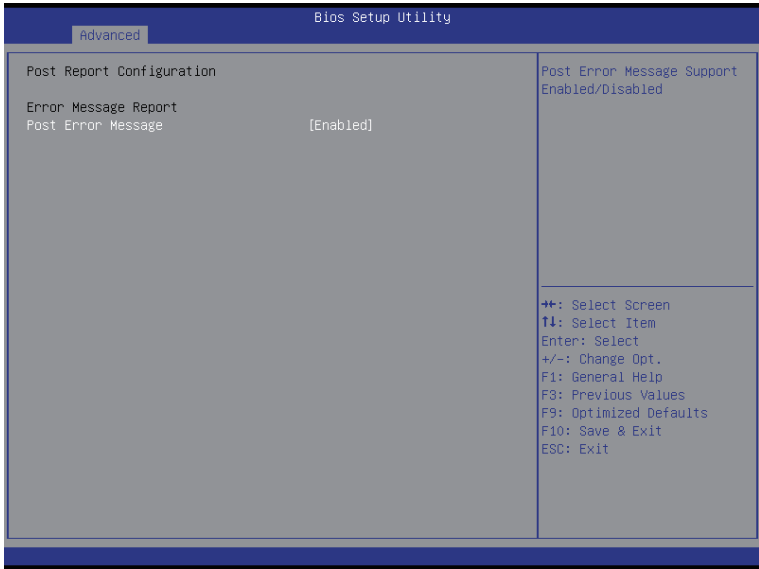 Bios Setup Utility
Advanced
Post Report Configuration
Error Message Report
Post Error Message [Enabled]
Post Error Message Support
Enabled/Disabled
→←: Select Screen
↑↓: Select Item
Enter: Select
+/-: Change Opt.
F1: General Help
F3: Previous Values
F9: Optimized Defaults
F10: Save & Exit
ESC: Exit